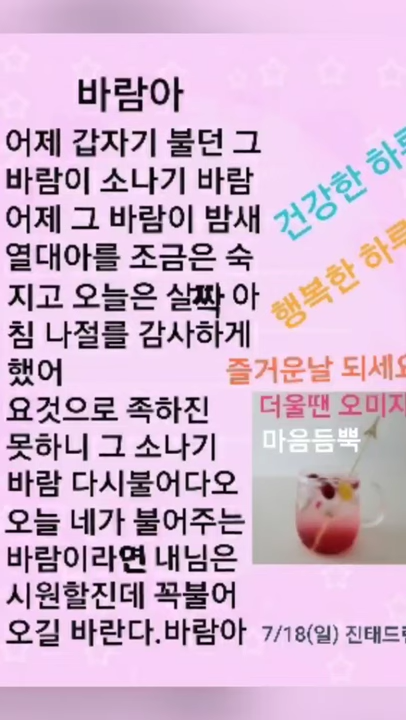 바람아
어제 갑자기 불던 그
바람이 소나기 바람
어제 그 바람이 밤새
열대아를 조금은 숙
지고 오늘은 살짝 아
침 나절를 감사하게
했어
요것으로 족하진
못하니 그 소나기
바람 다시불어다오
오늘 네가 불어주는
바람이라면 내님은
시원할진데 꼭불어
오길 바란다.바람아
건강한 하루
행복한 하루
즐거운날 되세요
더울땐 오미자
마음듬뿍
7/18(일) 진태드림